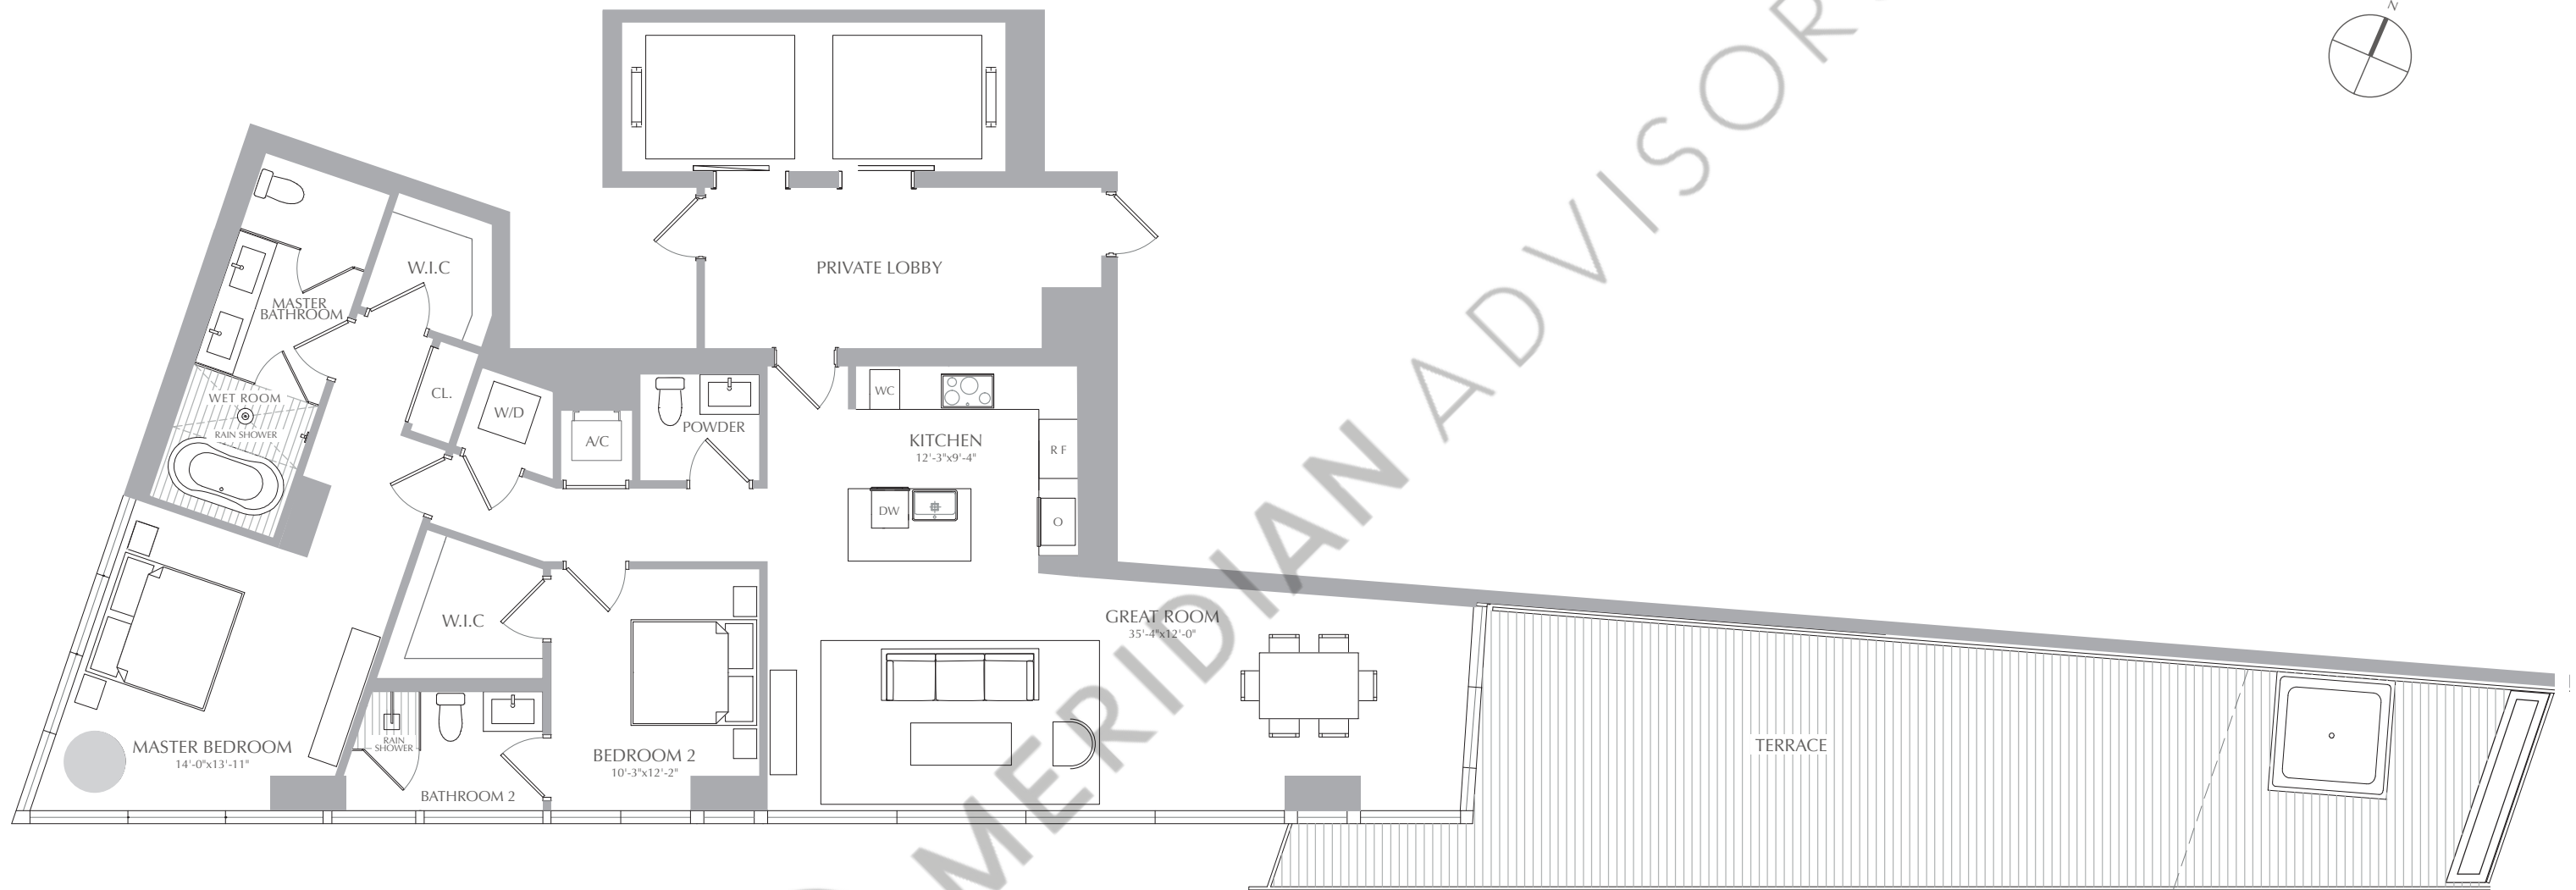 N
PRIVATE LOBBY
W.I.C
MASTER
BATHROOM
CL.
W/D
A/C
POWDER
WC
KITCHEN
12'-3"x9'-4"
R F
DW
O
WET ROOM
RAIN SHOWER
W.I.C
GREAT ROOM
35'-4"x12'-0"
MASTER BEDROOM
14'-0"x13'-11"
RAIN
SHOWER
BATHROOM 2
BEDROOM 2
10'-3"x12'-2"
TERRACE
MERIDIAN ADVISOR